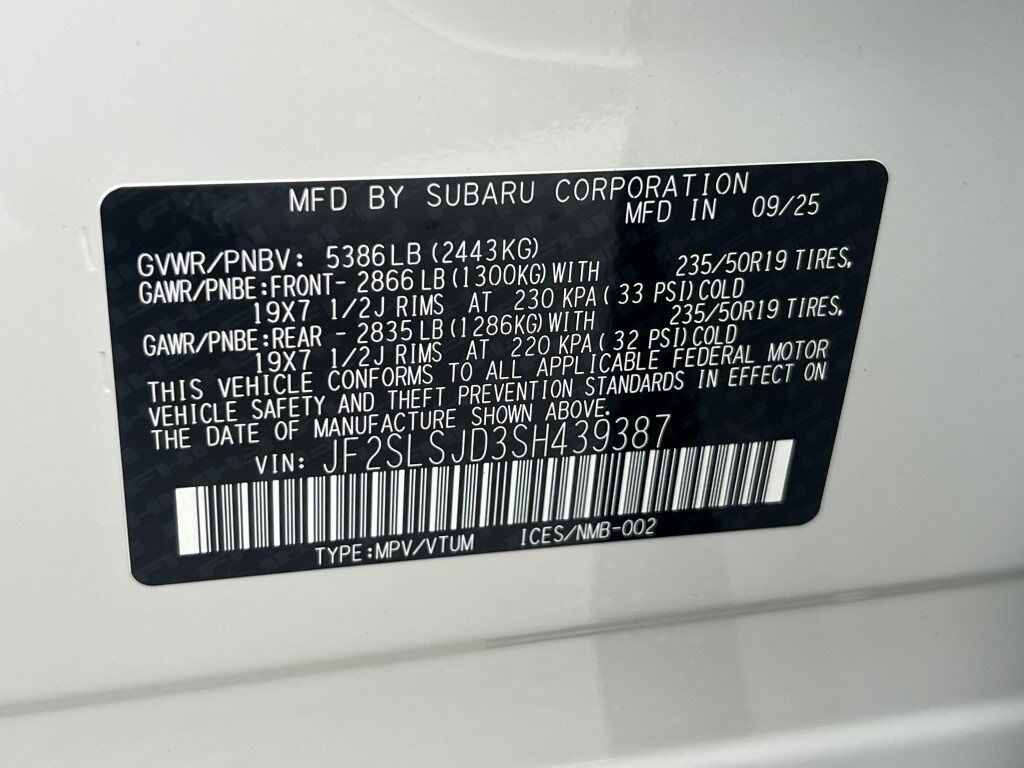 MFD BY SUBARU CORPORATION
MFD IN 09/25
GVWR/PNBV: 5386LB(2443KG)
GAWR/PNBE:FRONT- 2866LB(1300KG)WITH 235/50R19 TIRES,
19X7 1/2J RIMS AT 230 KPA(33 PSI)COLD
GAWR/PNBE:REAR - 2835LB(1286KG)WITH 235/50R19 TIRES,
19X7 1/2J RIMS AT 220 KPA(32 PSI)COLD
THIS VEHICLE CONFORMS TO ALL APPLICABLE FEDERAL MOTOR
VEHICLE SAFETY AND THEFT PREVENTION STANDARDS IN EFFECT ON
THE DATE OF MANUFACTURE SHOWN ABOVE.
VIN: JF2SLSJD3SH439387
TYPE:MPV/VTUM ICES/NMB-002